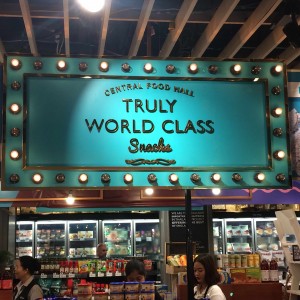 CENTRAL FOOD HALL
TRULY
WORLD CLASS
Snacks